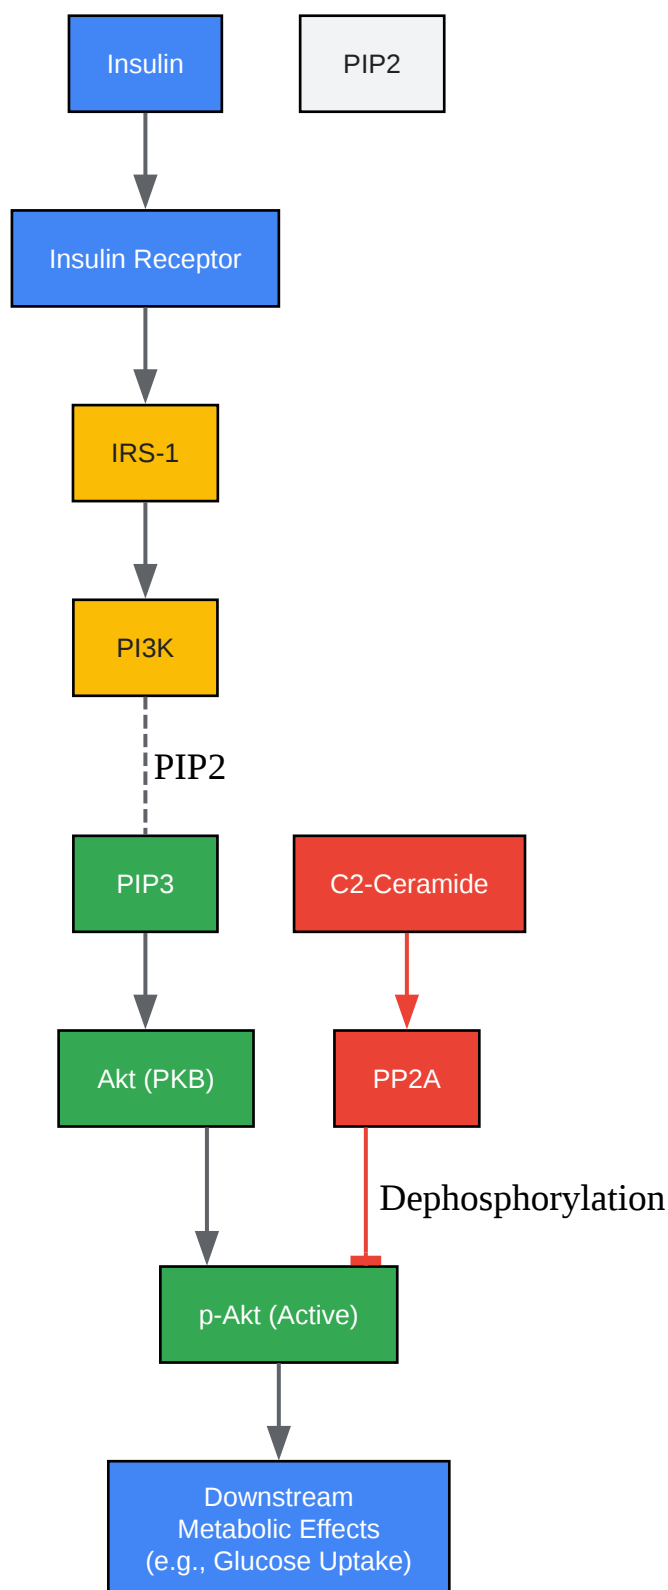 Insulin
PIP2
Insulin Receptor
IRS-1
PI3K
PIP2
PIP3
C2-Ceramide
Akt (PKB)
PP2A
Dephosphorylation
p-Akt (Active)
Downstream
Metabolic Effects
(e.g., Glucose Uptake)